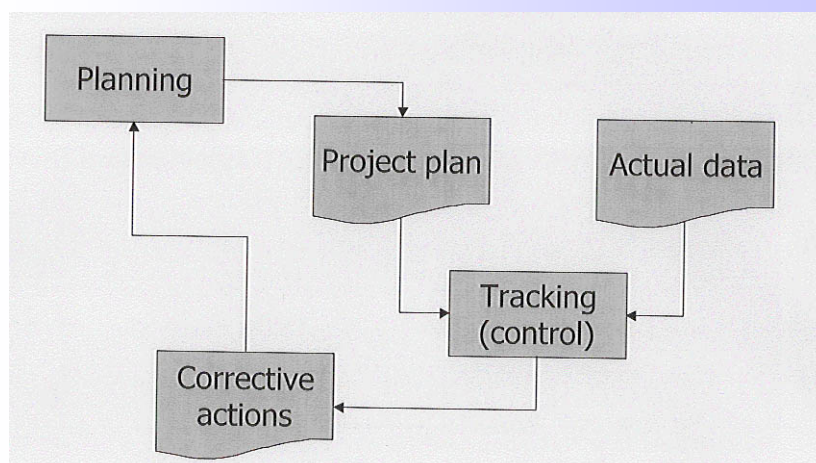 Planning
Project plan
Actual data
Tracking
(control)
Corrective
actions